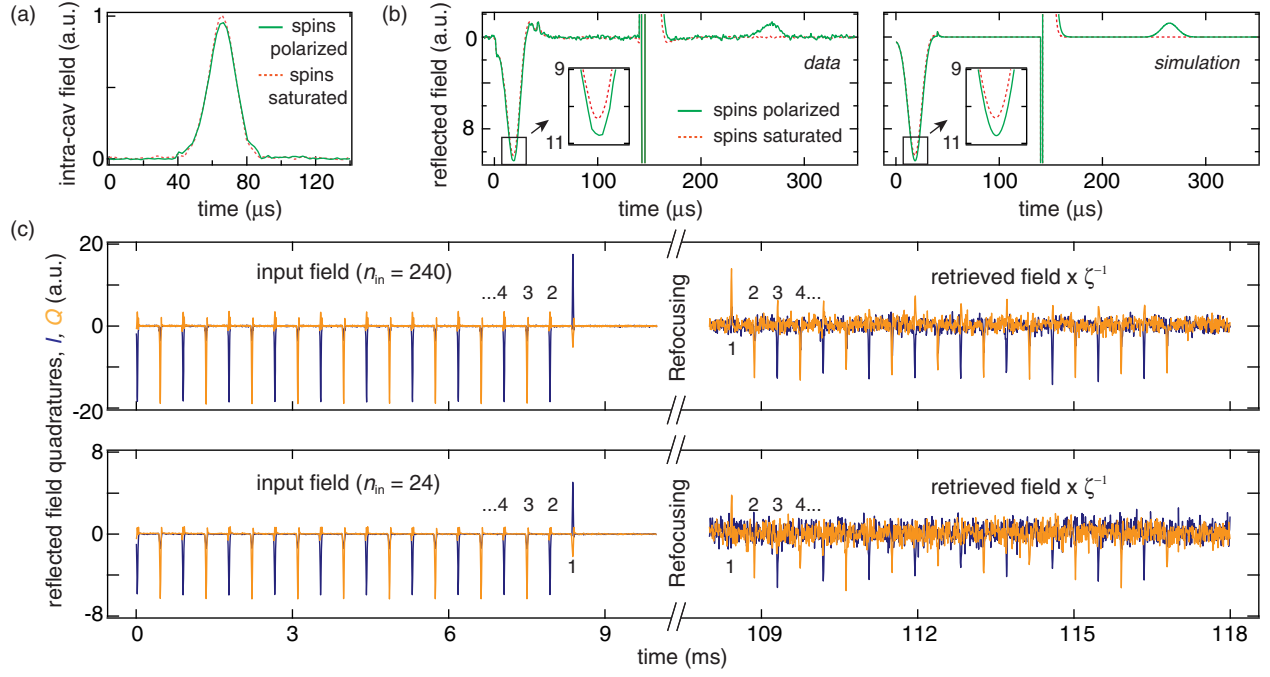 (a)
intra-cav field (a.u.)
1
0
spins
polarized
spins
saturated
0
40
80
120
time (μs)
(b)
reflected field (a.u.)
0
8
9
11
data
spins polarized
spins saturated
0
100
200
300
time (μs)
9
11
simulation
0
100
200
300
time (μs)
(c)
reflected field quadratures, I, Q (a.u.)
20
0
-20
input field (nin = 240)
...4 3 2
Refocusing
retrieved field x ζ⁻¹
2 3 4...
1
8
0
-8
input field (nin = 24)
...4 3 2
1
Refocusing
retrieved field x ζ⁻¹
2 3 4...
1
0 3 6 9 109 112 115 118
time (ms)